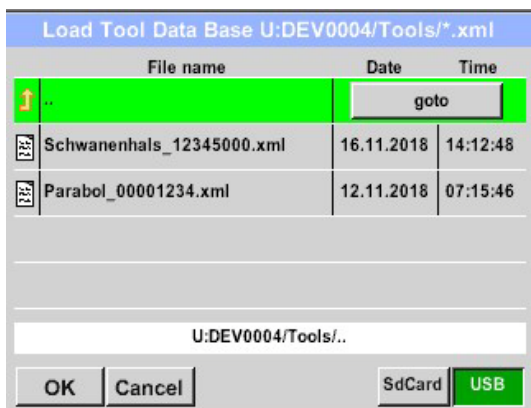 Load Tool Data Base U:DEV0004/Tools/*.xml
File name Date Time
.. goto
Schwanenhals_12345000.xml 16.11.2018 14:12:48
Parabol_00001234.xml 12.11.2018 07:15:46
U:DEV0004/Tools/..
OK Cancel SdCard USB